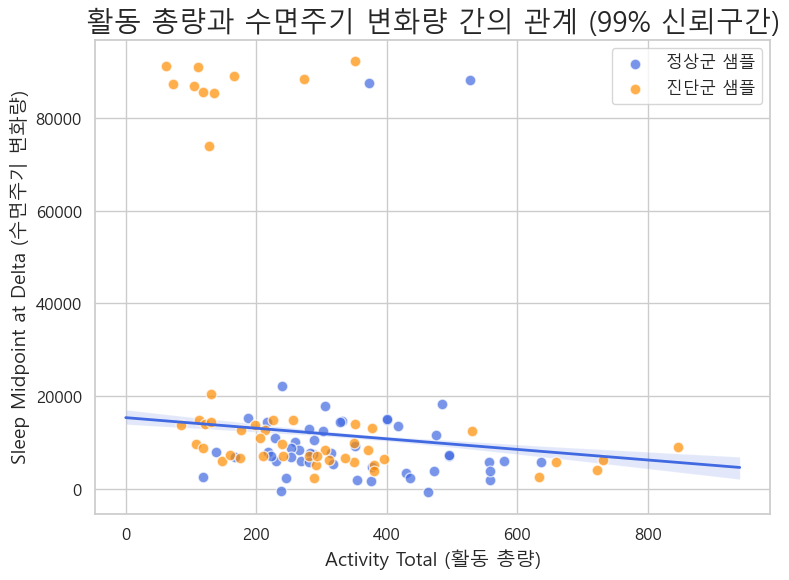 활동 총량과 수면주기 변화량 간의 관계 (99% 신뢰구간)
정상군 샘플
진단군 샘플
Sleep Midpoint at Delta (수면주기 변화량)
80000
60000
40000
20000
0
0 200 400 600 800
Activity Total (활동 총량)